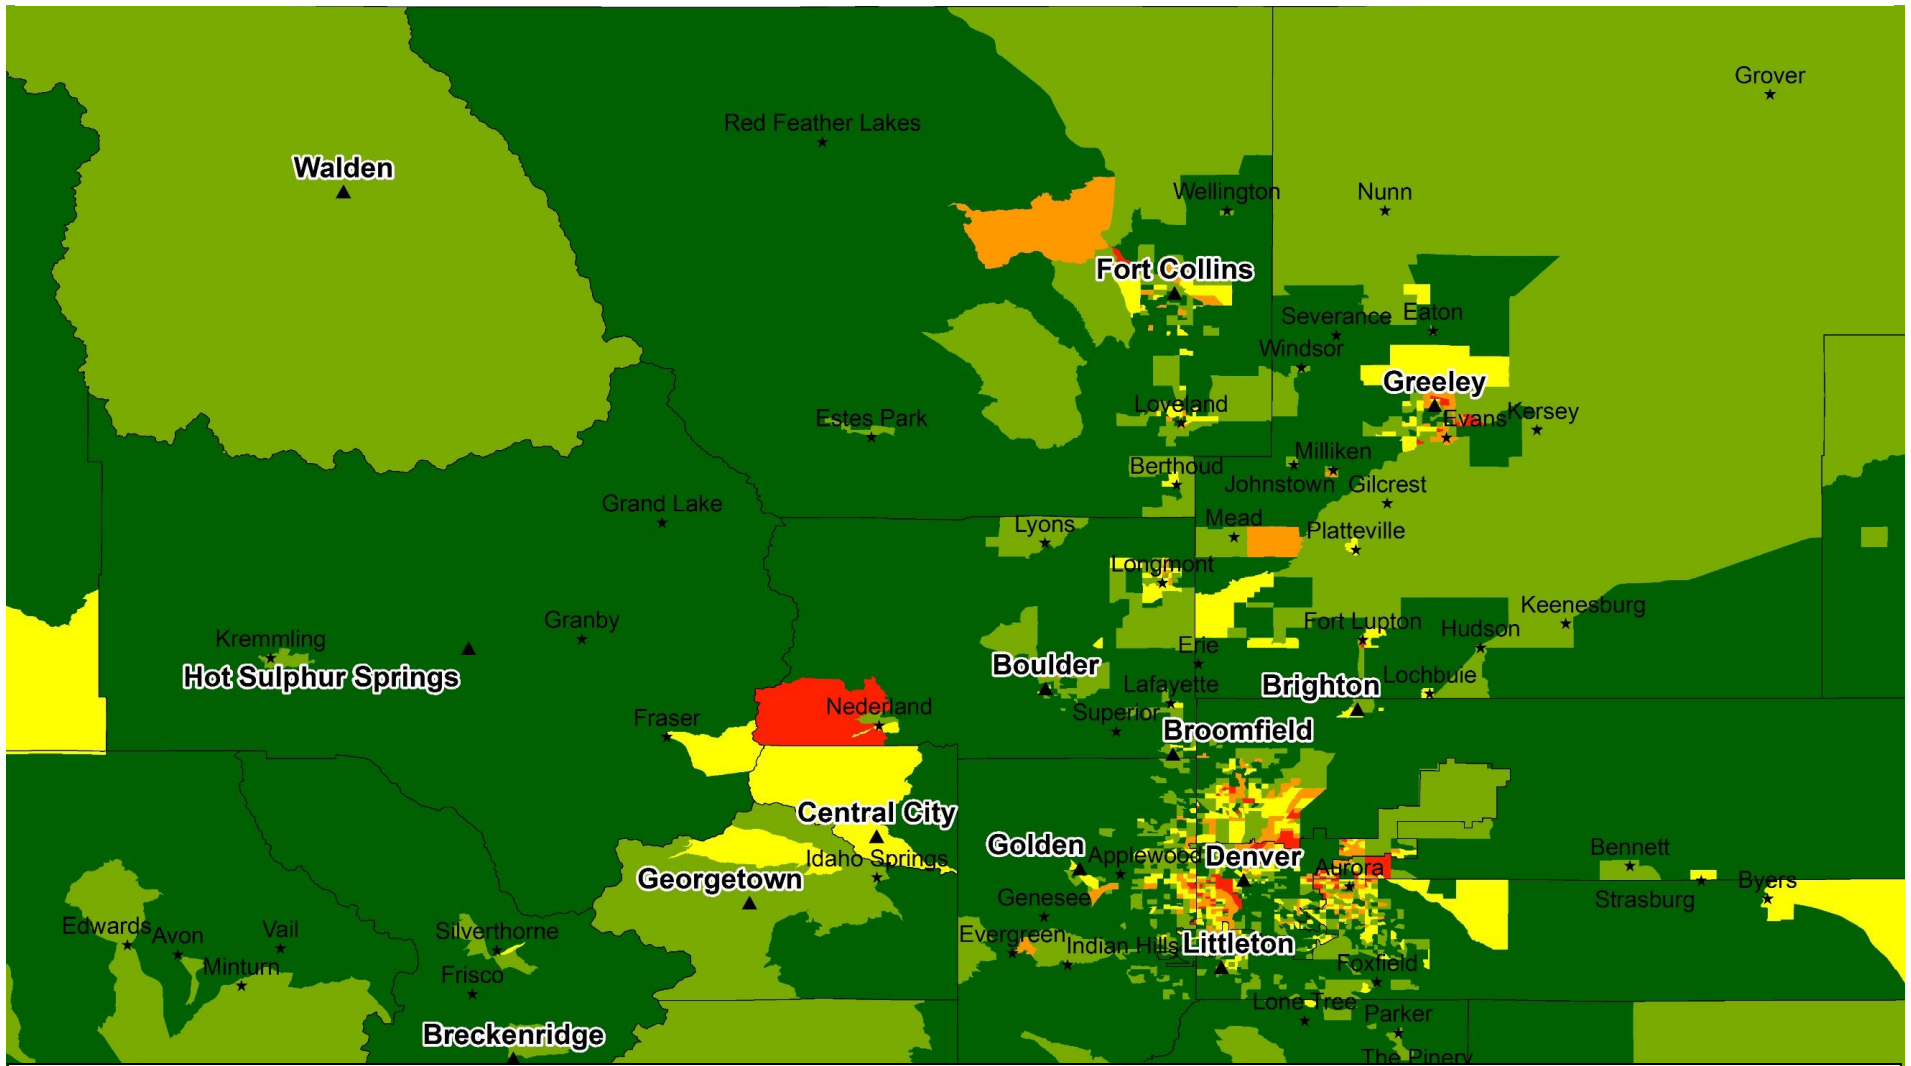 Grover
Red Feather Lakes
Walden
Wellington
Nunn
Fort Collins
Severance
Eaton
Windsor
Greeley
Loveland
Estes Park
Evans
Kersey
Milliken
Berthoud
Johnstown
Gilcrest
Grand Lake
Mead
Lyons
Platteville
Longmont
Keenesburg
Granby
Fort Lupton
Hudson
Kremmling
Erie
Hot Sulphur Springs
Boulder
Lafayette
Brighton
Lochbuie
Nederland
Fraser
Superior
Broomfield
Central City
Golden
Applewood
Denver
Bennett
Idaho Springs
Aurora
Georgetown
Byers
Genesee
Strasburg
Edwards
Avon
Vail
Silverthorne
Evergreen
Indian Hills
Littleton
Minturn
Frisco
Foxfield
Lone Tree
Parker
Breckenridge
The Pinery